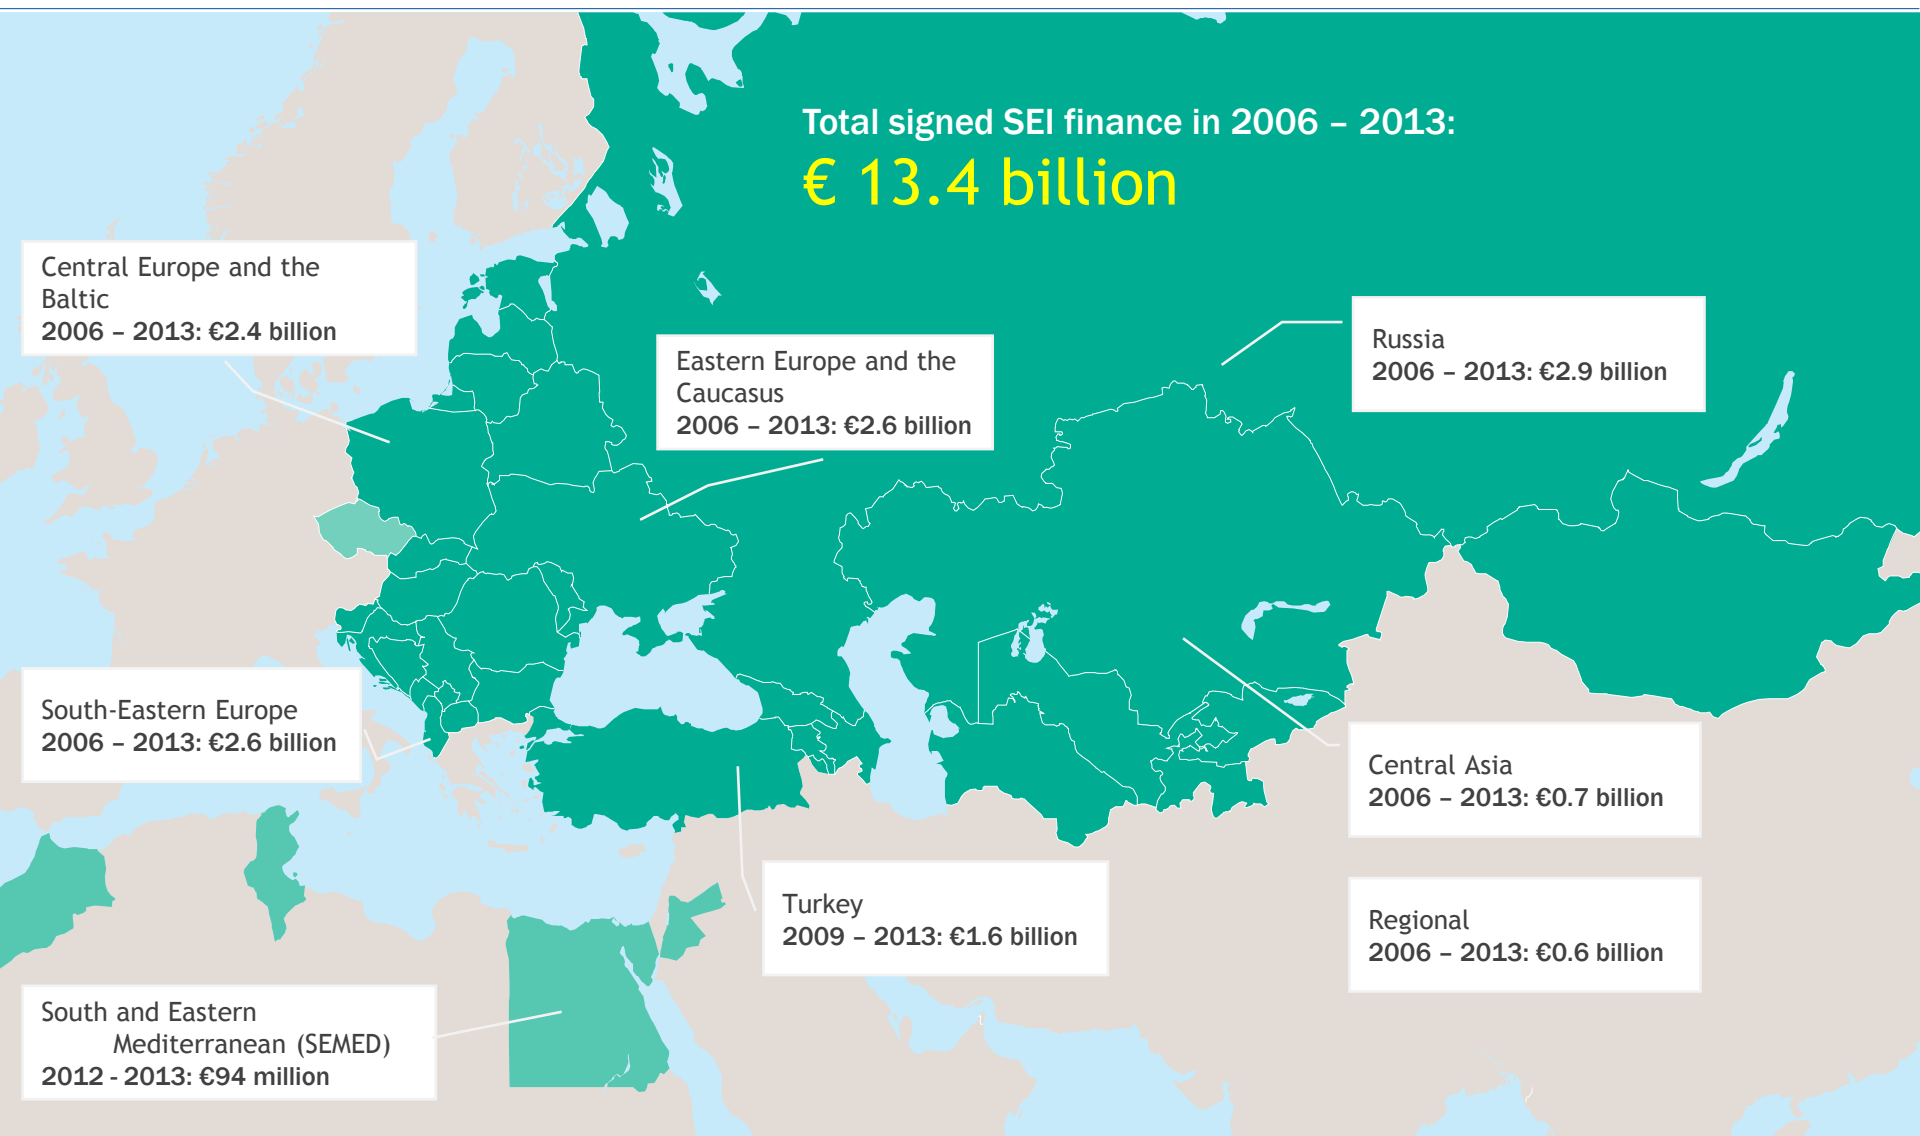 Total signed SEI finance in 2006 – 2013:
€ 13.4 billion
Central Europe and the
Baltic
2006 – 2013: €2.4 billion
Eastern Europe and the
Caucasus
2006 – 2013: €2.6 billion
Russia
2006 – 2013: €2.9 billion
South-Eastern Europe
2006 – 2013: €2.6 billion
Central Asia
2006 – 2013: €0.7 billion
Turkey
2009 – 2013: €1.6 billion
Regional
2006 – 2013: €0.6 billion
South and Eastern
Mediterranean (SEMED)
2012 - 2013: €94 million